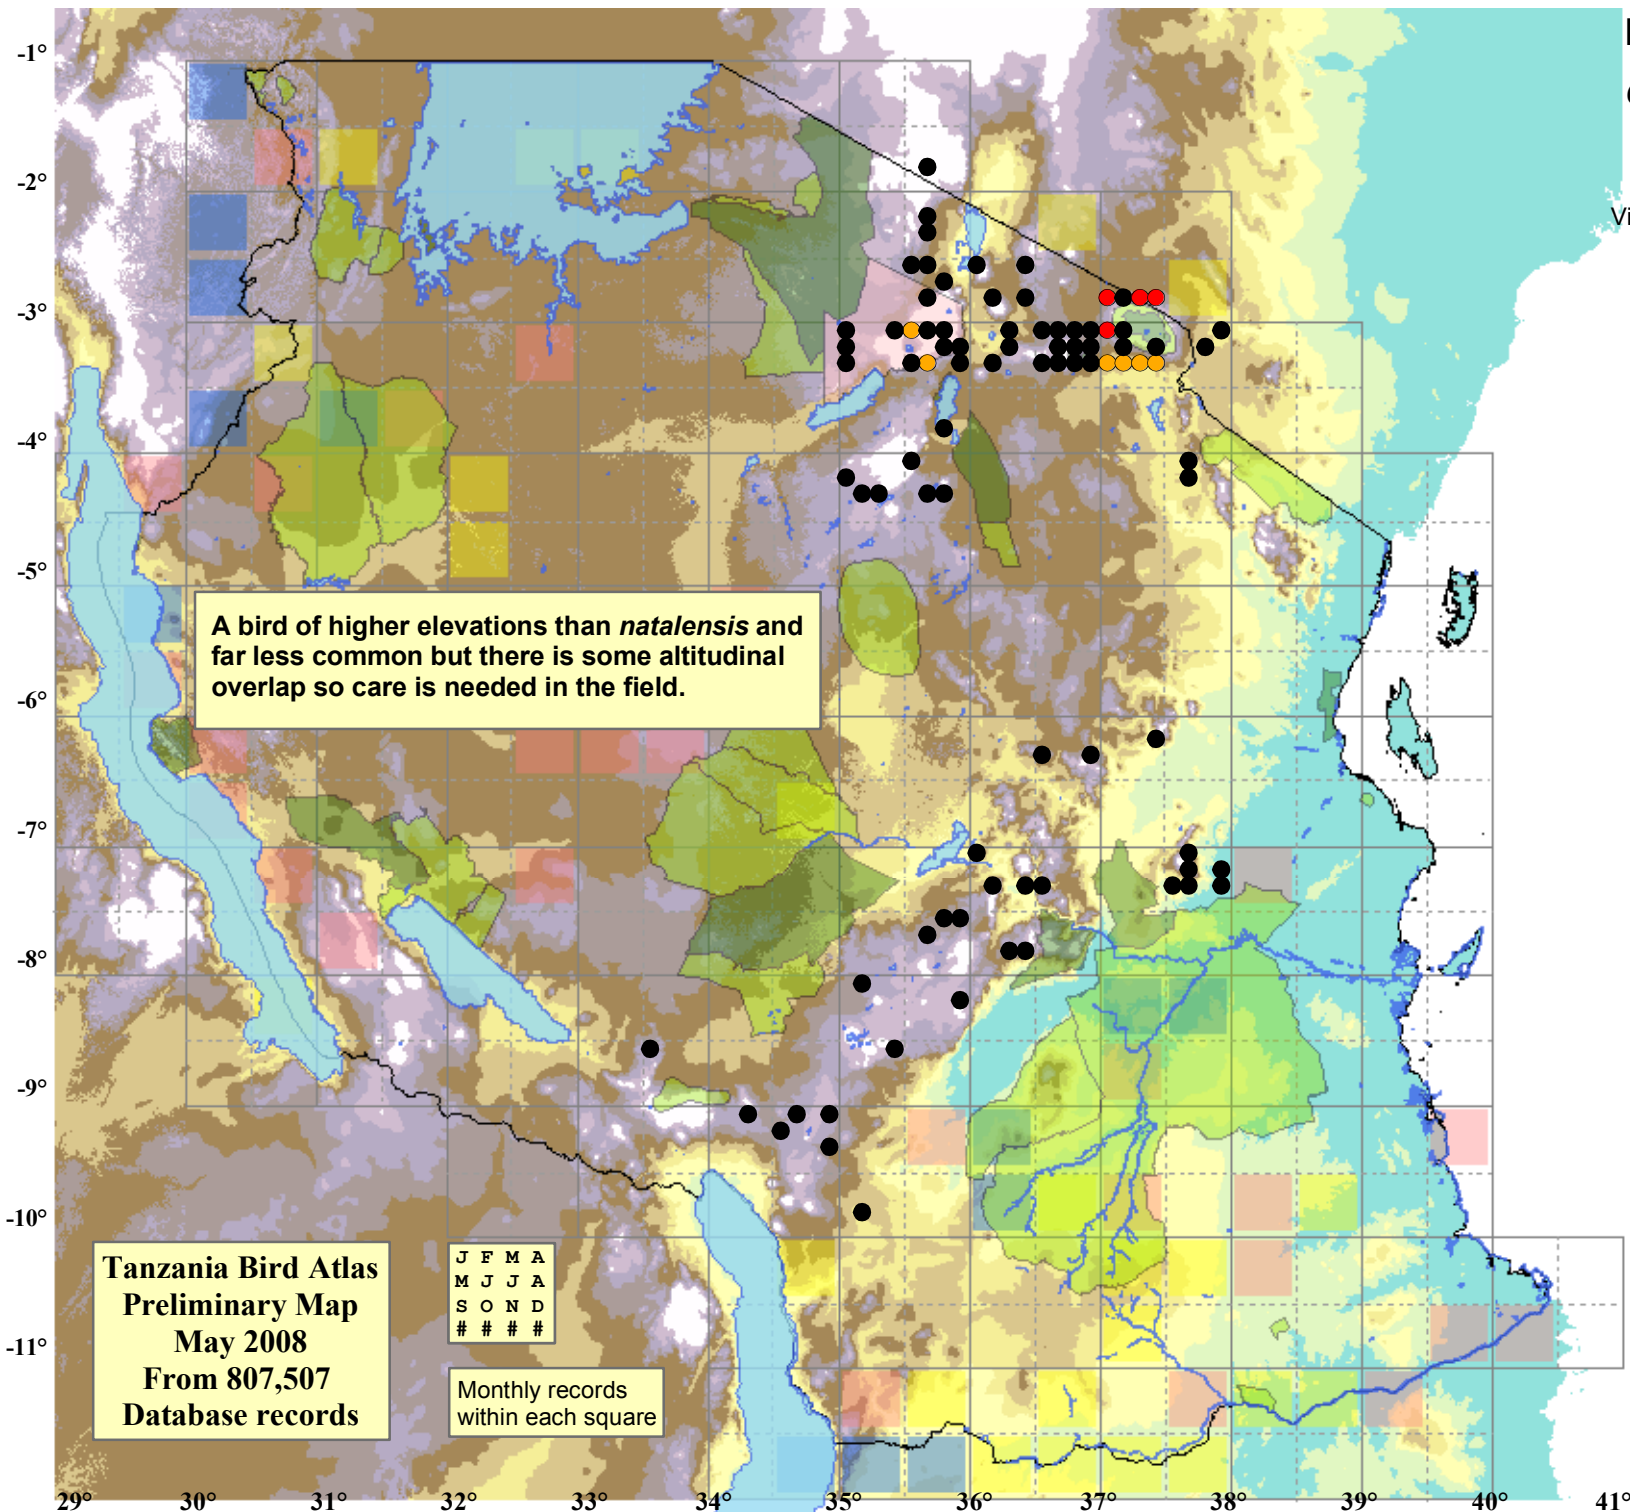 -1°
-2°
Vi
-3°
-4°
-5°
A bird of higher elevations than natalensis and
far less common but there is some altitudinal
overlap so care is needed in the field.
-6°
-7°
-8°
-9°
-10°
Tanzania Bird Atlas
Preliminary Map
May 2008
From 807,507
Database records
J F M A
M J J A
S O N D
# # # #
Monthly records
within each square
-11°
29° 30° 31° 32° 33° 34° 35° 36° 37° 38° 39° 40° 41°